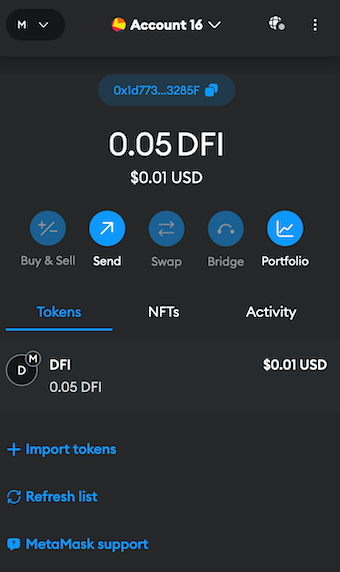 M
Account 16
0x1d773...3285F
0.05 DFI
$0.01 USD
Buy & Sell
Send
Swap
Bridge
Portfolio
Tokens
NFTs
Activity
D
M
DFI
$0.01 USD
0.05 DFI
Import tokens
Refresh list
MetaMask support